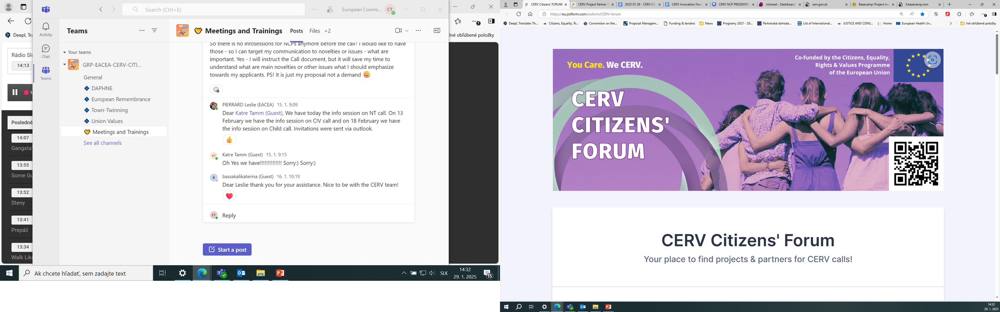 Search (Ctrl+E)
European Commi...
CT
Activity
Chat
Teams
Teams
Your teams
GRP-EACEA-CERV-CITI...
General
DAPHNE
European Remembrance
Town-Twinning
Union Values
Meetings and Trainings
See all channels
Meetings and Trainings
Posts
Files
+2
So there is no infosessions for NCPs anymore before the call? I would like to have
those - so I can target my communication to novelties or issues - what are
important. Yes - I will instruct the Call document, but it will save my time to
understand what are main novelties or other issues what I should emphasize
towards my applicants. PS! It is just my proposal not a demand
PIERRARD Leslie (EACEA) 15. 1. 9:09
Dear Katre Tamm (Guest), We have today the info session on NT call. On 13
February we have the info session on CIV call and on 18 February we have
the info session on Child call. Invitations were sent via outlook.
KT
Katre Tamm (Guest) 15. 1. 9:15
Oh Yes we have!!!!!!!!!!!!!! Sorry:) Sorry:)
B
bassakalikaterina (Guest) 16. 1. 10:19
Dear Leslie thank you for your assistance. Nice to be with the CERV team!
CT
Reply
Start a post
DeepL Tra
Rádio Slo
14:13
Posledné
14:07
Gangsta'
13:55
Some Gu
13:52
Steny
13:41
Prepáč
13:34
Walk Like
lné obľúbené položky
Ak chcete hľadať, sem zadajte text
SLK
14:32
29. 1. 2025
15
CERV Citizens' FORUM
CERV Project Partner S
2025 01 29 - CERV Citi
CERV Innovation Foru
CERV NCP PRESENTAT
.Intranet - Dashboard
cerv.gov.sk
Basecamp: Project ma
3.basecamp.com
https://eu.jotform.com/euform/CERV-forum
DeepL Translate: Th...
Citizens, Equality, Ri...
Convention on the...
Proposal Managem...
Funding & tenders
News
Programy 2021 - 20...
Partnerská dohoda...
List of International...
JUSTICE AND CONS...
Home
European Health Un...
Iné obľúbené položky
You Care. We CERV.
Co-funded by the Citizens, Equality,
Rights & Values Programme
of the European Union
CERV
CITIZENS'
FORUM
CERV Citizens' Forum
Your place to find projects & partners for CERV calls!
14:32
29. 1. 2025